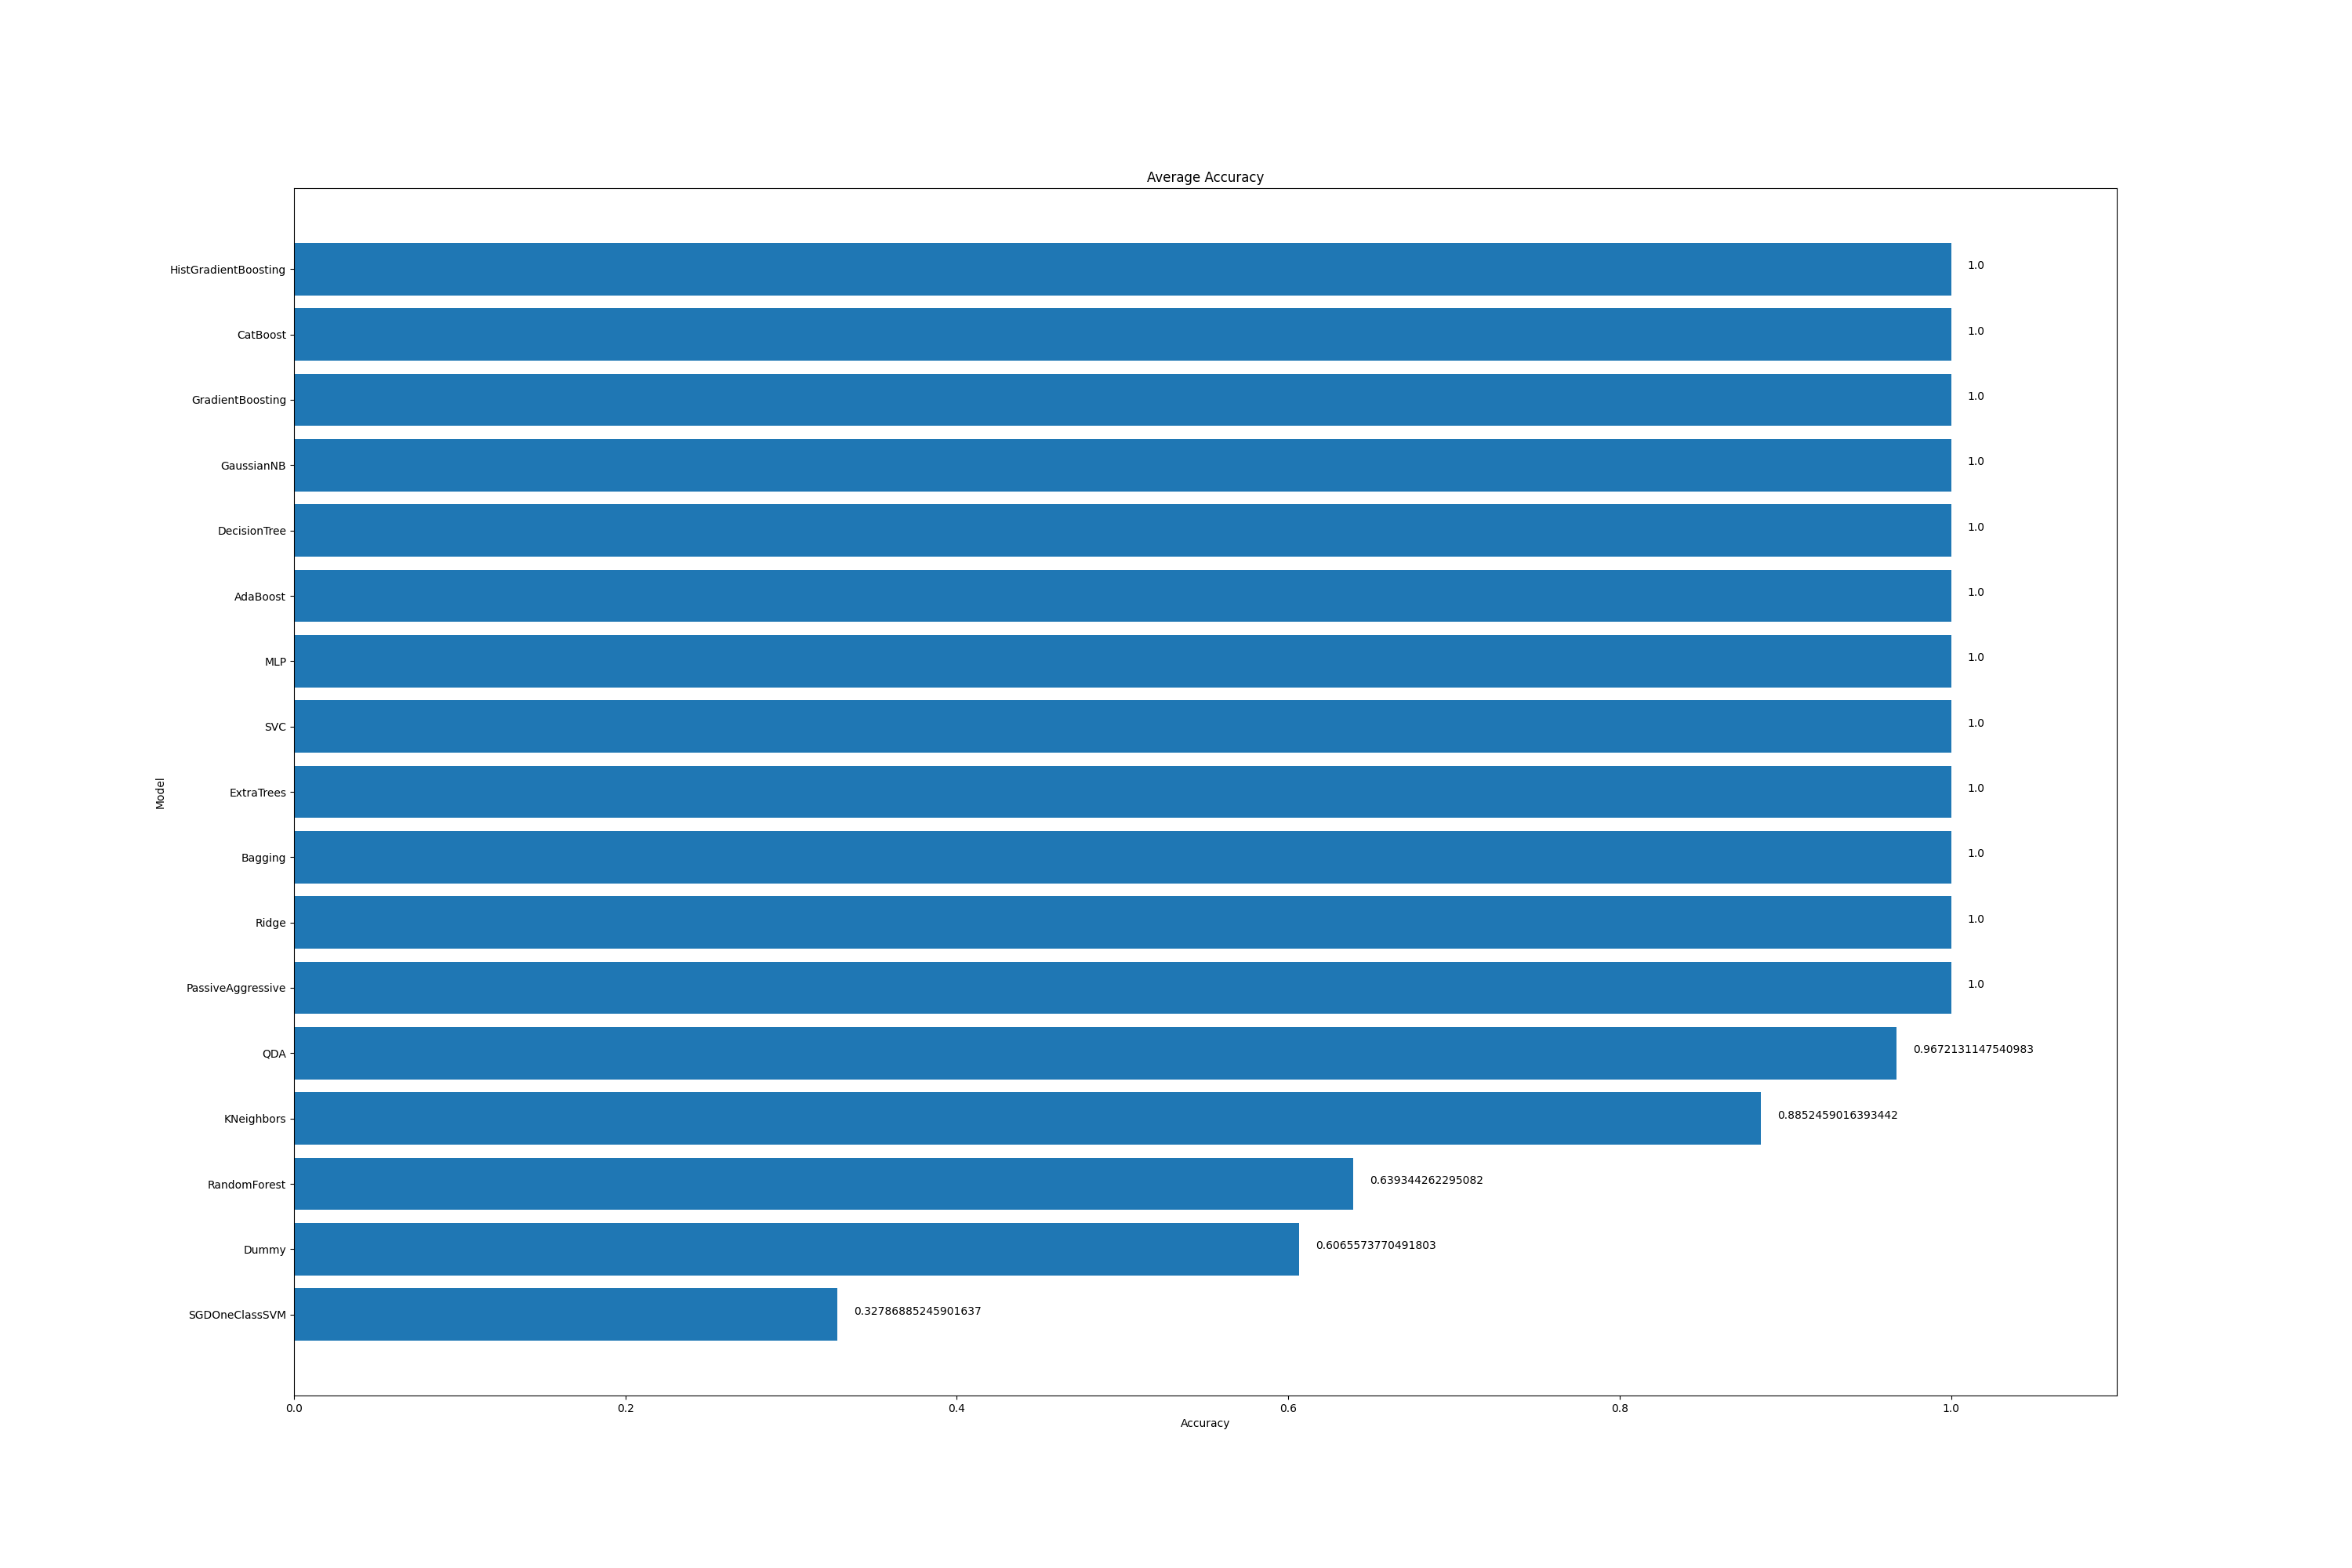 Average Accuracy
HistGradientBoosting 1.0
CatBoost 1.0
GradientBoosting 1.0
GaussianNB 1.0
DecisionTree 1.0
AdaBoost 1.0
MLP 1.0
SVC 1.0
Model
ExtraTrees 1.0
Bagging 1.0
Ridge 1.0
PassiveAggressive 1.0
QDA 0.9672131147540983
KNeighbors 0.8852459016393442
RandomForest 0.639344262295082
Dummy 0.6065573770491803
SGDOneClassSVM 0.32786885245901637
0.0 0.2 0.4 0.6 0.8 1.0
Accuracy